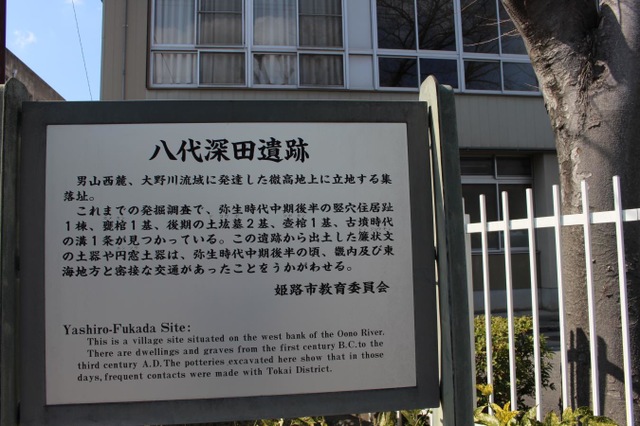 八代深田遺跡
男山西麓、大野川流域に発達した微高地上に立地する集
落址。
これまでの発掘調査で、弥生時代中期後半の竪穴住居趾
1棟、甕棺1基、後期の土坑墓2基、壺棺1基、古墳時代
の溝1条が見つかっている。この遺跡から出土した簾状文
の土器や円窓土器は、弥生時代中期後半の頃、畿内及び東
海地方と密接な交流があったことをうかがわせる。
姫路市教育委員会
Yashiro-Fukada Site:
This is a village site situated on the west bank of the Oono River.
There are dwellings and graves from the first century B.C.to the
third century A.D.The potteries excavated here show that in those
days,frequent contacts were made with Tokai District.